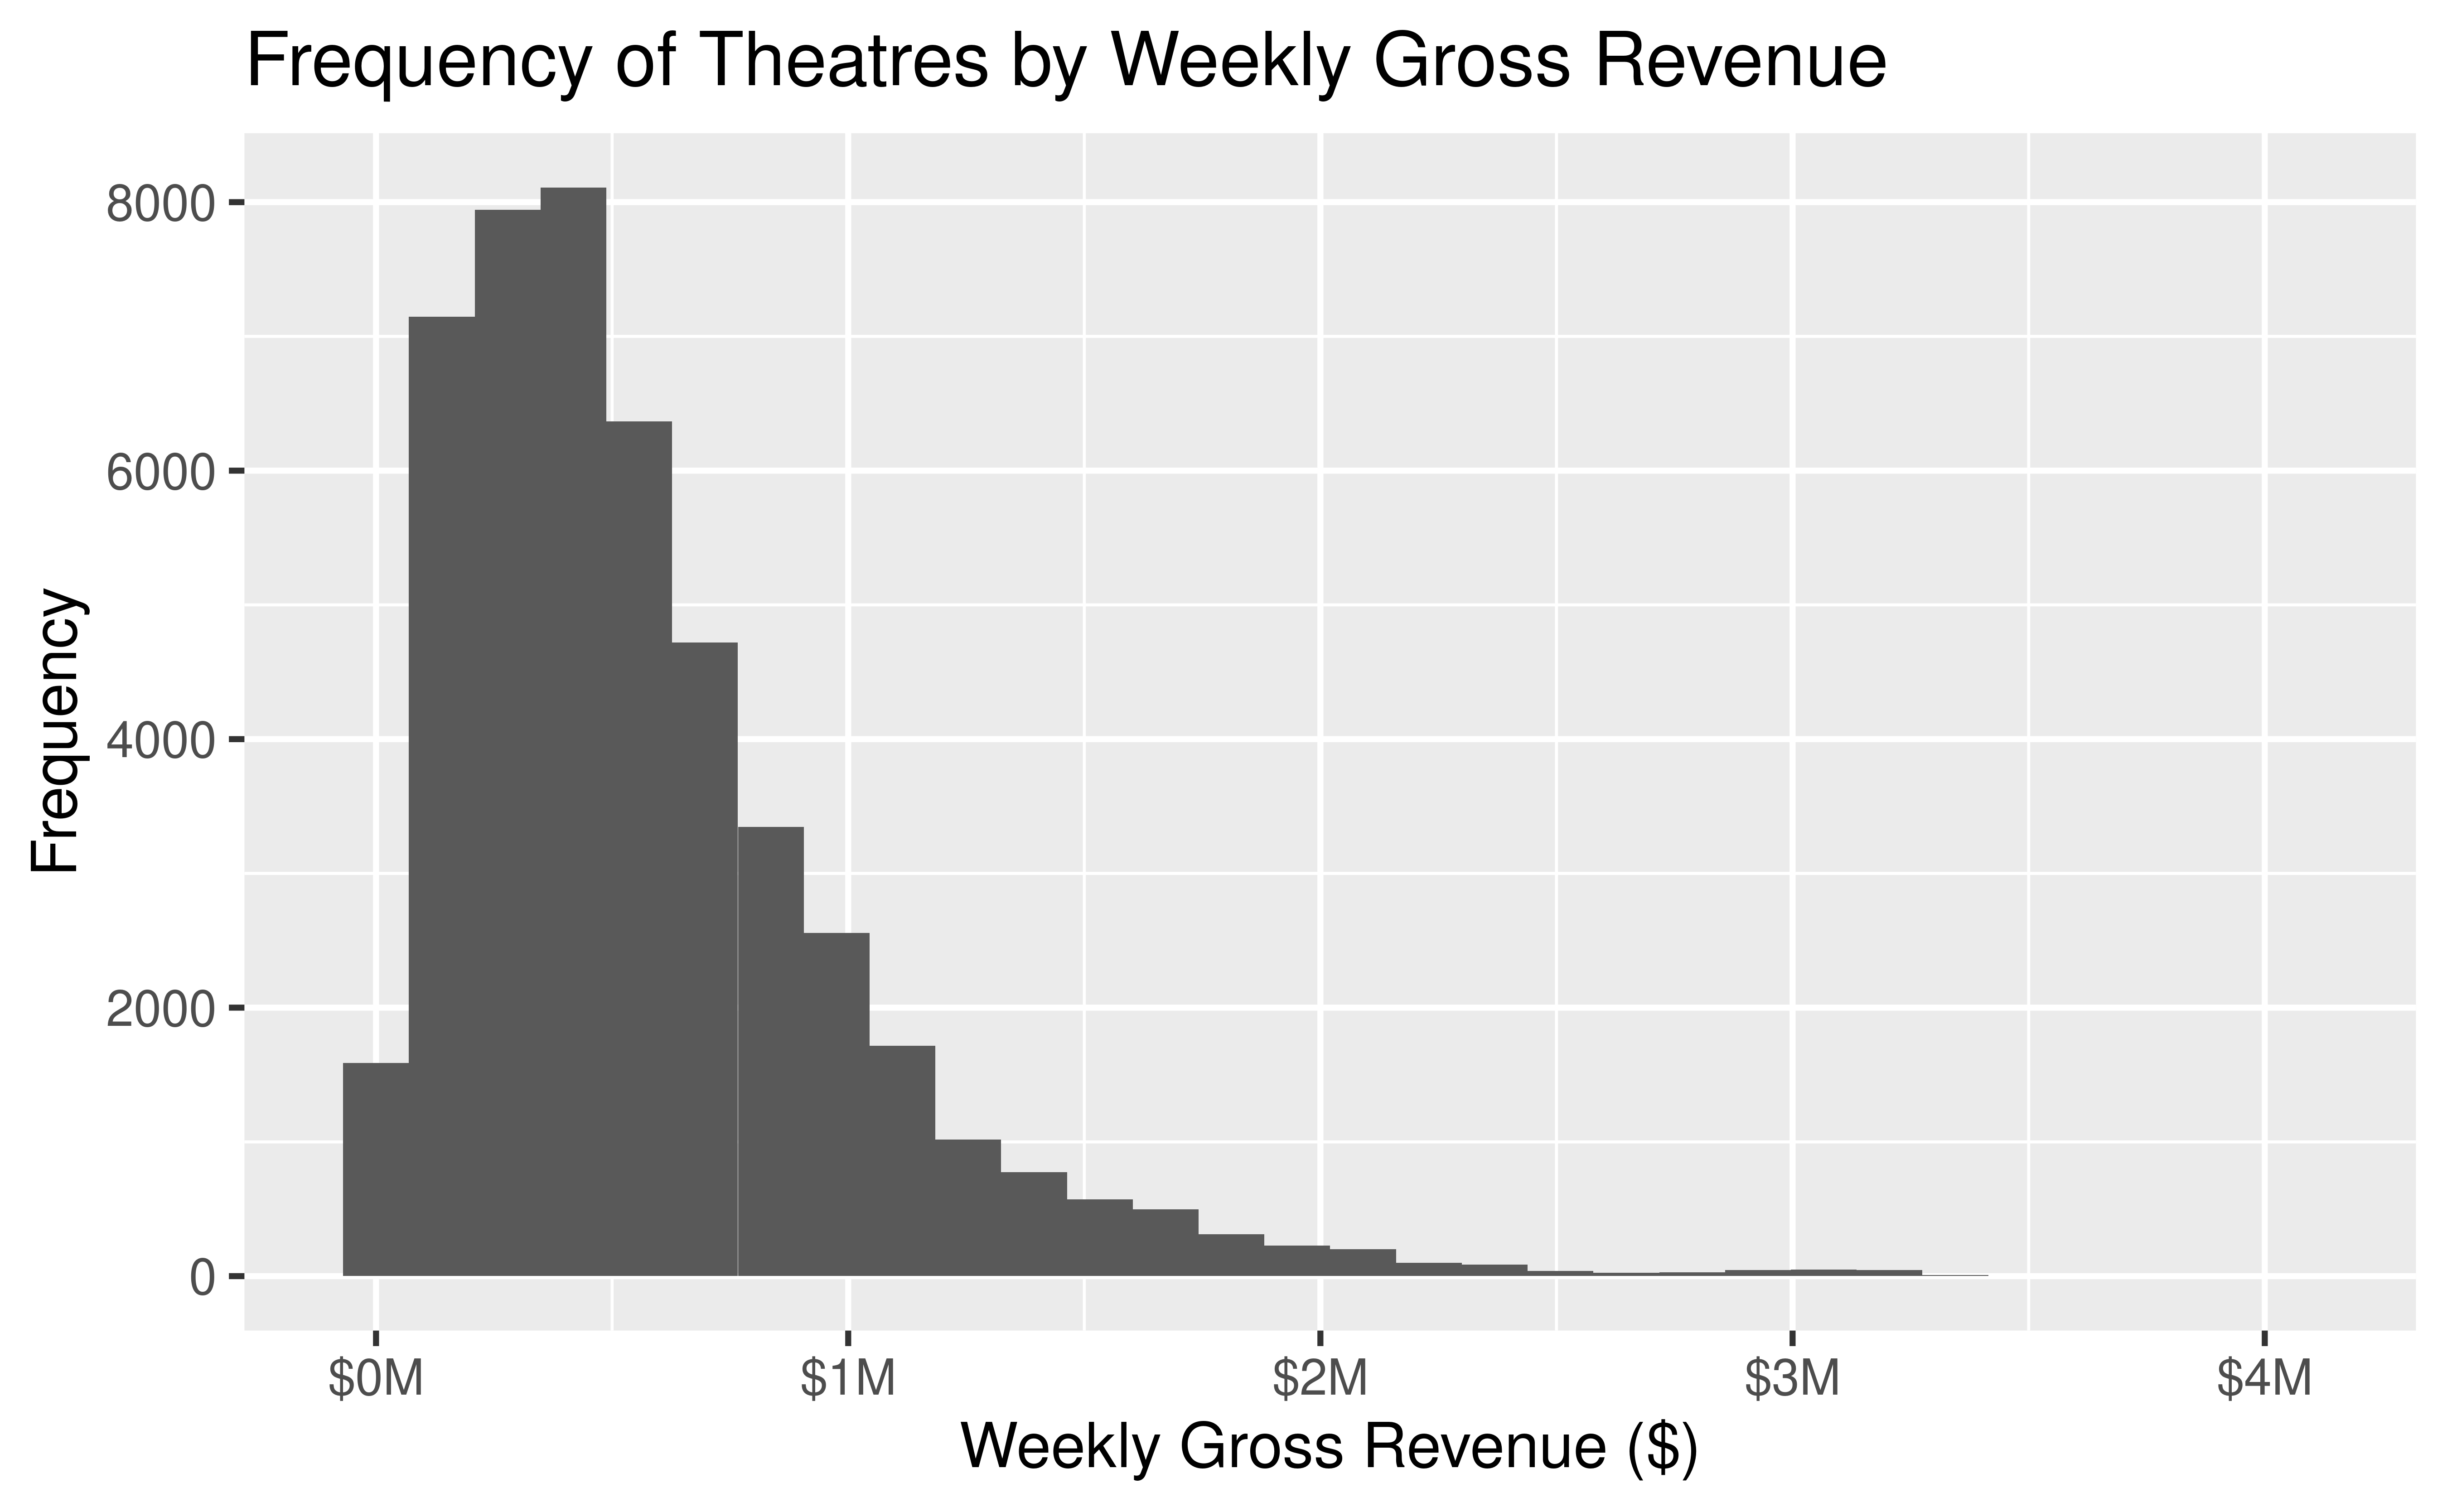 Frequency of Theatres by Weekly Gross Revenue
Frequency
8000
6000
4000
2000
0
$0M $1M $2M $3M $4M
Weekly Gross Revenue ($)